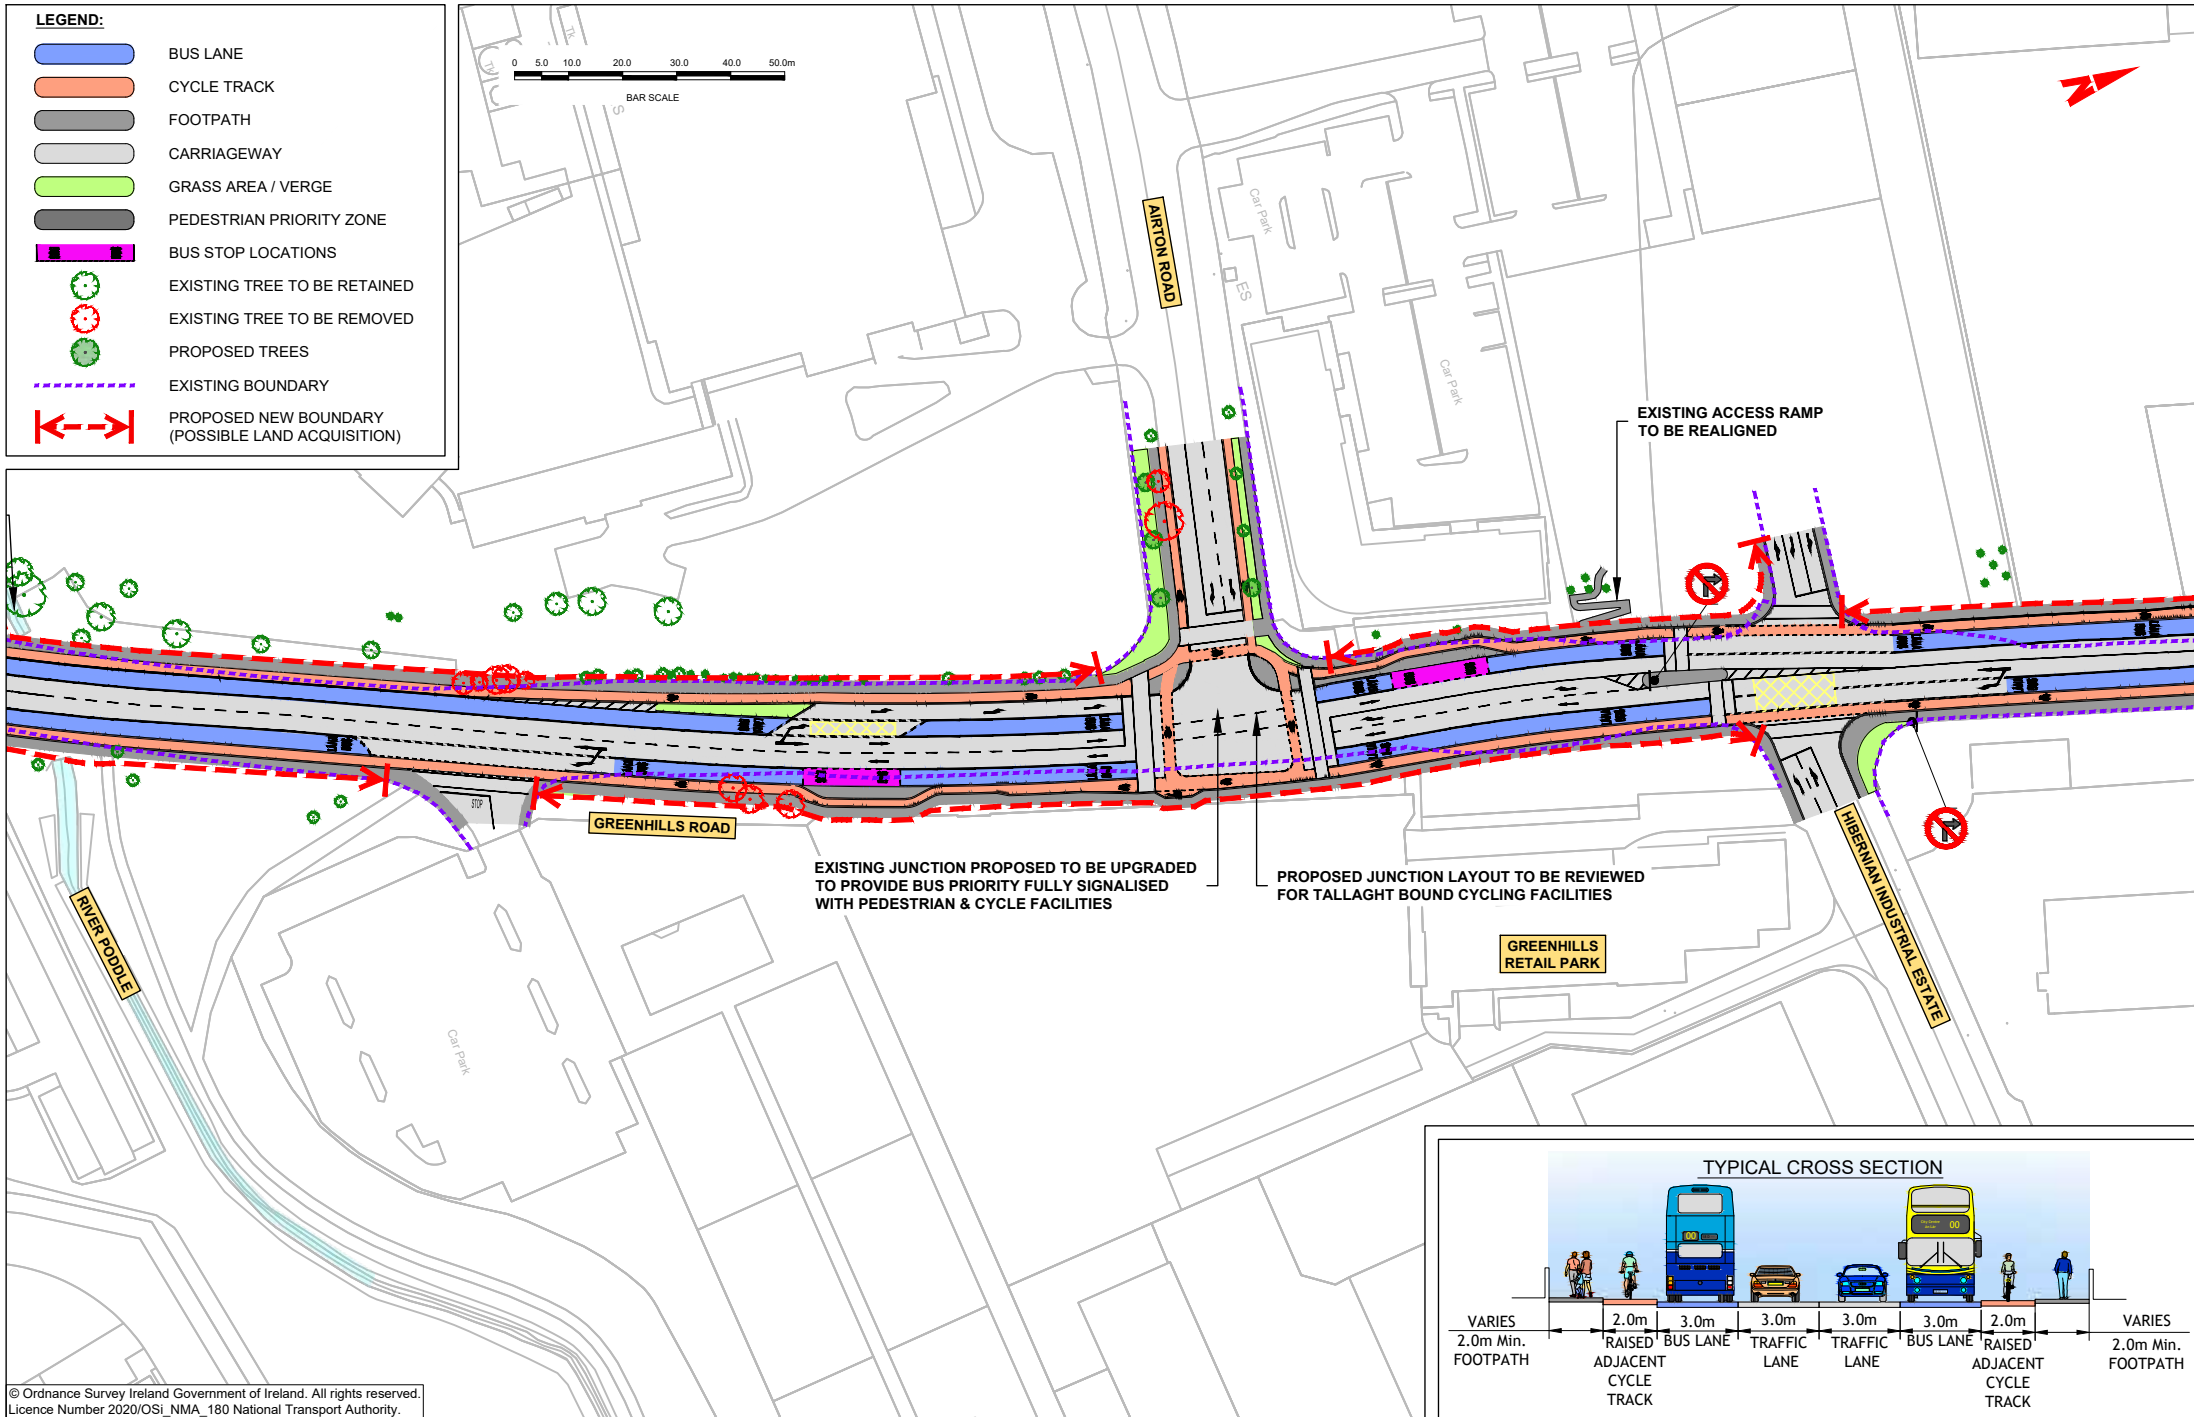 LEGEND:
BUS LANE
CYCLE TRACK
FOOTPATH
CARRIAGEWAY
GRASS AREA / VERGE
PEDESTRIAN PRIORITY ZONE
BUS STOP LOCATIONS
EXISTING TREE TO BE RETAINED
EXISTING TREE TO BE REMOVED
PROPOSED TREES
EXISTING BOUNDARY
PROPOSED NEW BOUNDARY
(POSSIBLE LAND ACQUISITION)
0 5.0 10.0 20.0 30.0 40.0 50.0m
BAR SCALE
Tk
Tk
S
N
AIRTON ROAD
Car Park
ES
Car Park
EXISTING ACCESS RAMP
TO BE REALIGNED
STOP
GREENHILLS ROAD
EXISTING JUNCTION PROPOSED TO BE UPGRADED
TO PROVIDE BUS PRIORITY FULLY SIGNALISED
WITH PEDESTRIAN & CYCLE FACILITIES
PROPOSED JUNCTION LAYOUT TO BE REVIEWED
FOR TALLAGHT BOUND CYCLING FACILITIES
GREENHILLS
RETAIL PARK
HIBERNIAN INDUSTRIAL ESTATE
RIVER PODDLE
Car Park
TYPICAL CROSS SECTION
00
00
VARIES
2.0m Min.
FOOTPATH
2.0m
RAISED
ADJACENT
CYCLE
TRACK
3.0m
BUS LANE
3.0m
TRAFFIC
LANE
3.0m
TRAFFIC
LANE
3.0m
BUS LANE
2.0m
RAISED
ADJACENT
CYCLE
TRACK
VARIES
2.0m Min.
FOOTPATH
© Ordnance Survey Ireland Government of Ireland. All rights reserved.
Licence Number 2020/OSi_NMA_180 National Transport Authority.